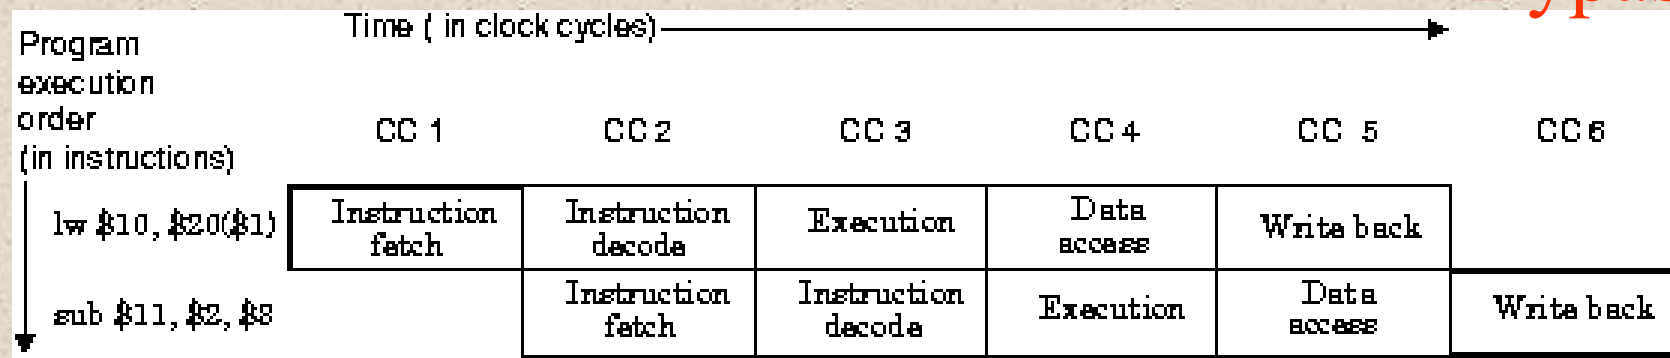 Time ( in clock cycles)
Program
execution
order
(in instructions)
CC 1 CC 2 CC 3 CC 4 CC 5 CC 6
lw $10, $20($1)
Instruction fetch
Instruction decode
Execution
Data access
Write back
sub $11, $2, $3
Instruction fetch
Instruction decode
Execution
Data access
Write back